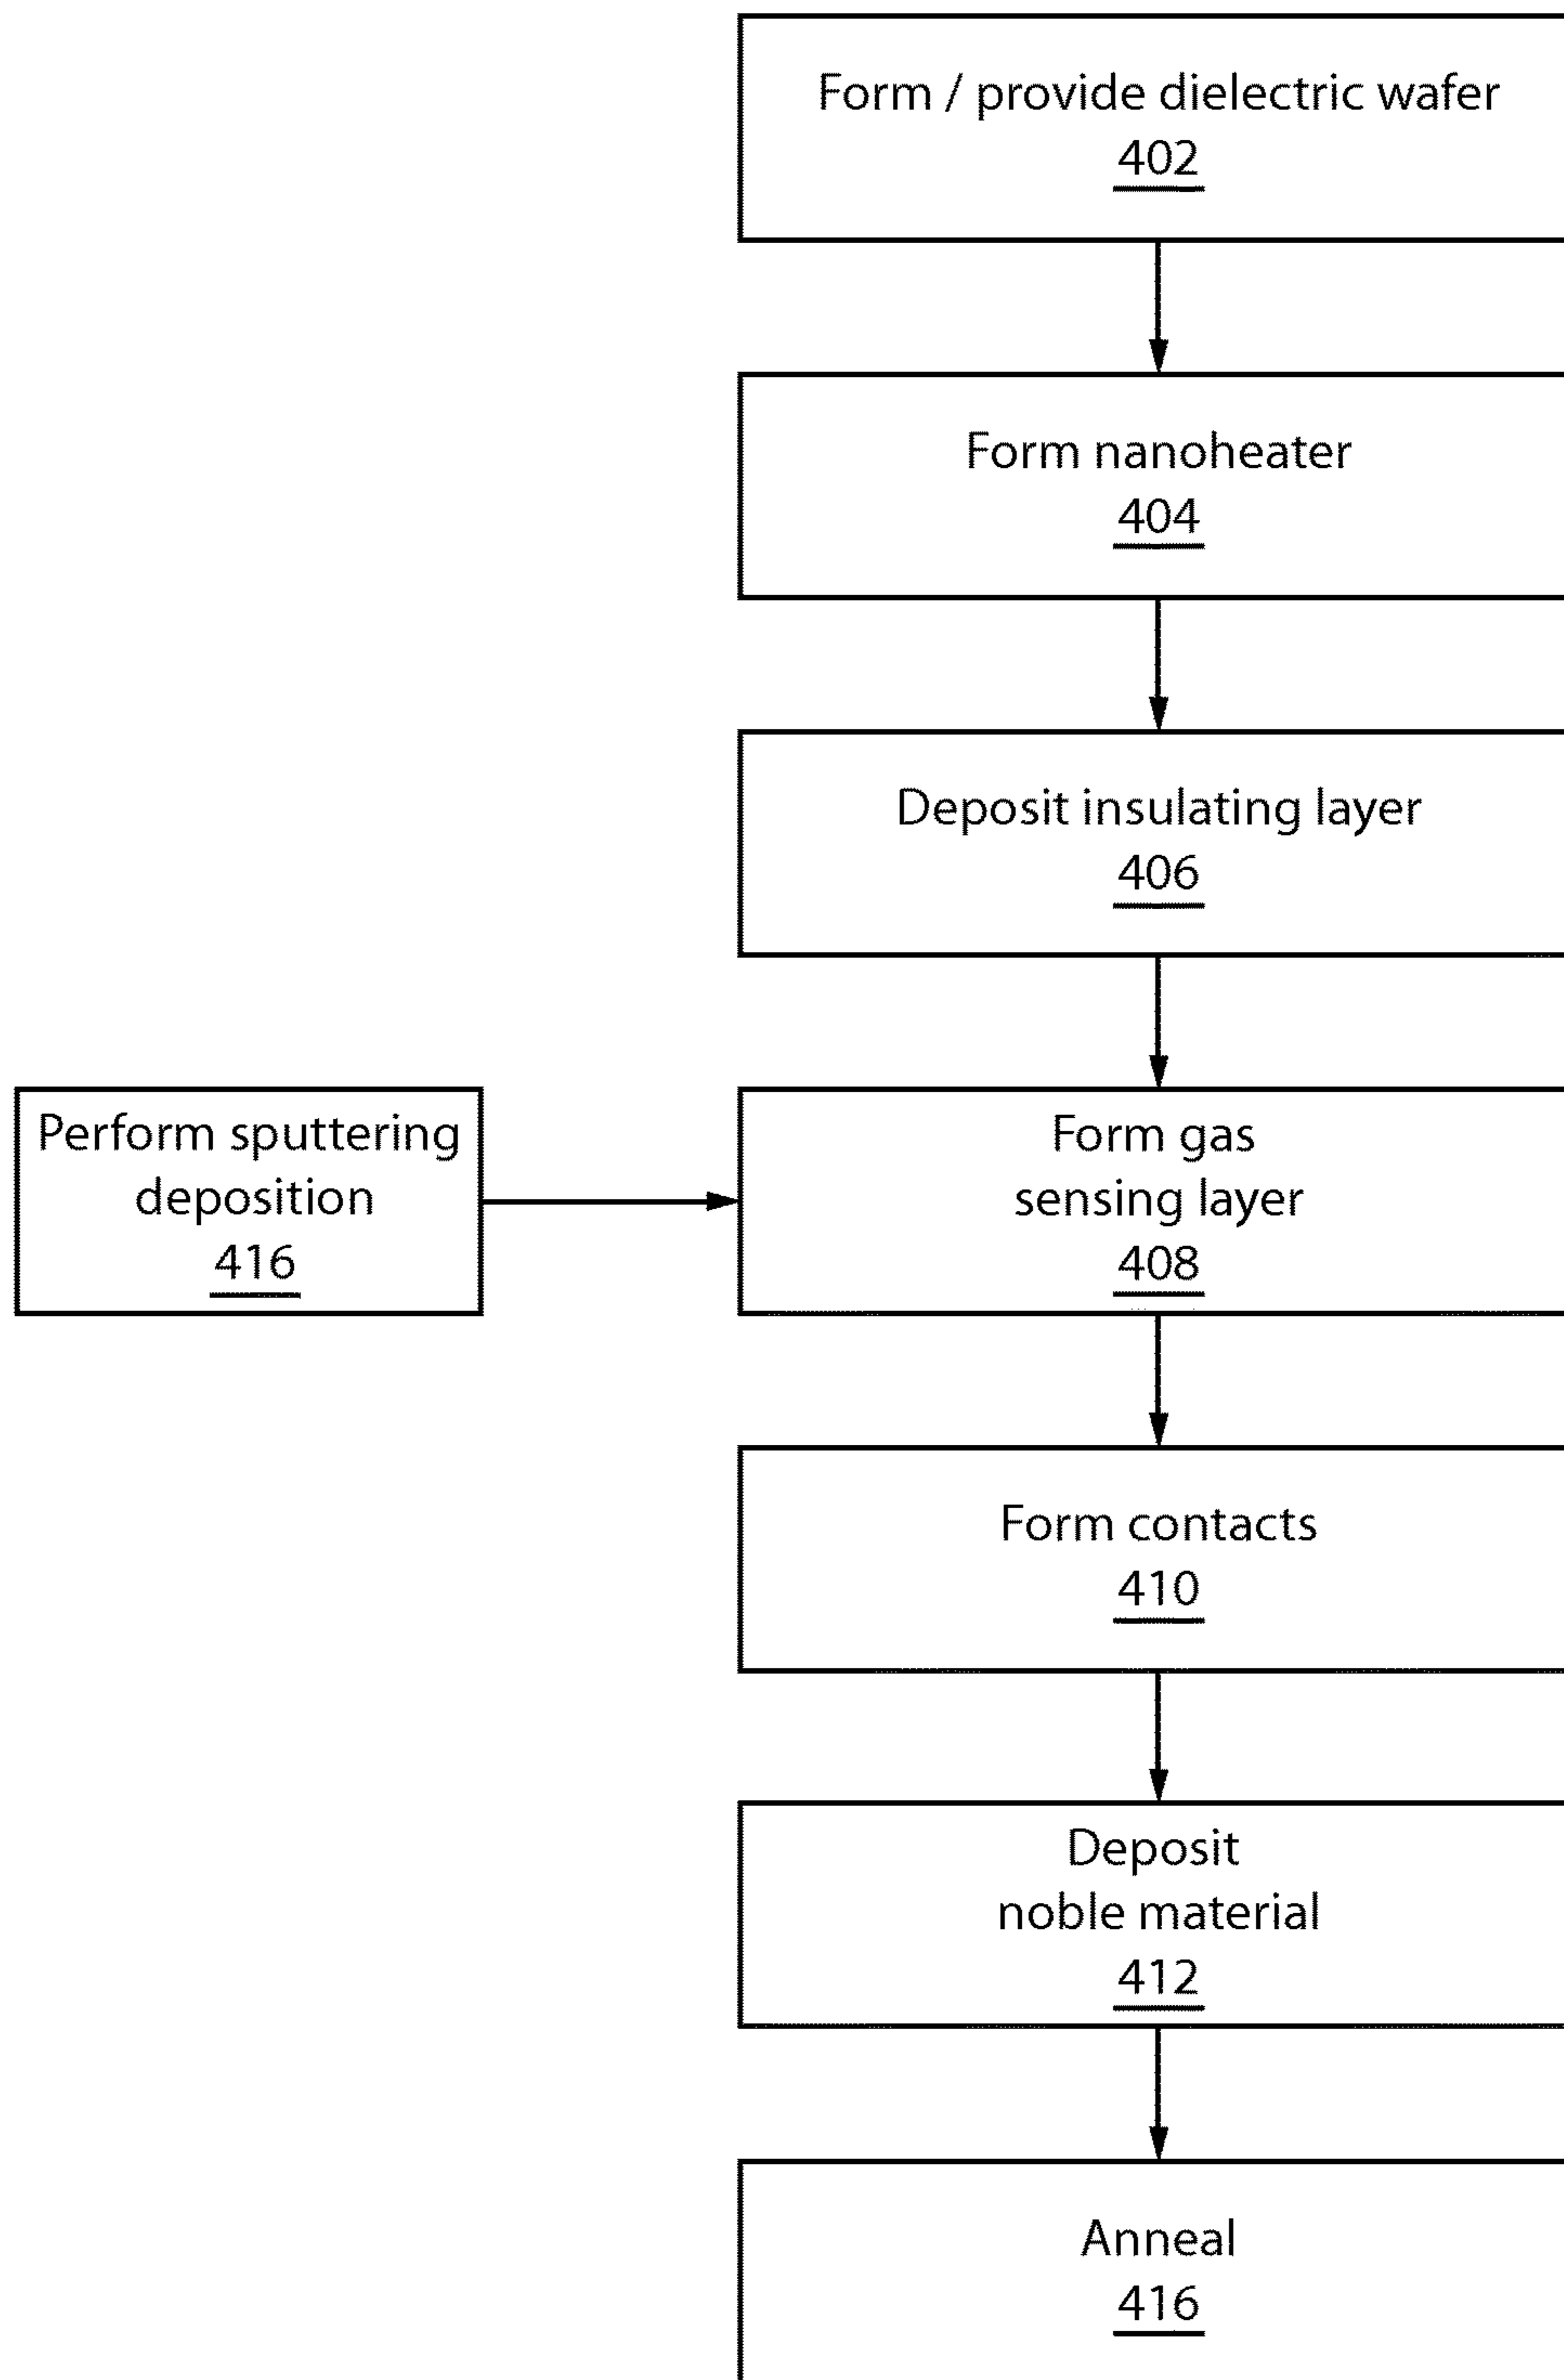 Form / provide dielectric wafer
402
Form nanoheater
404
Deposit insulating layer
406
Perform sputtering
deposition
416
Form gas
sensing layer
408
Form contacts
410
Deposit
noble material
412
Anneal
416